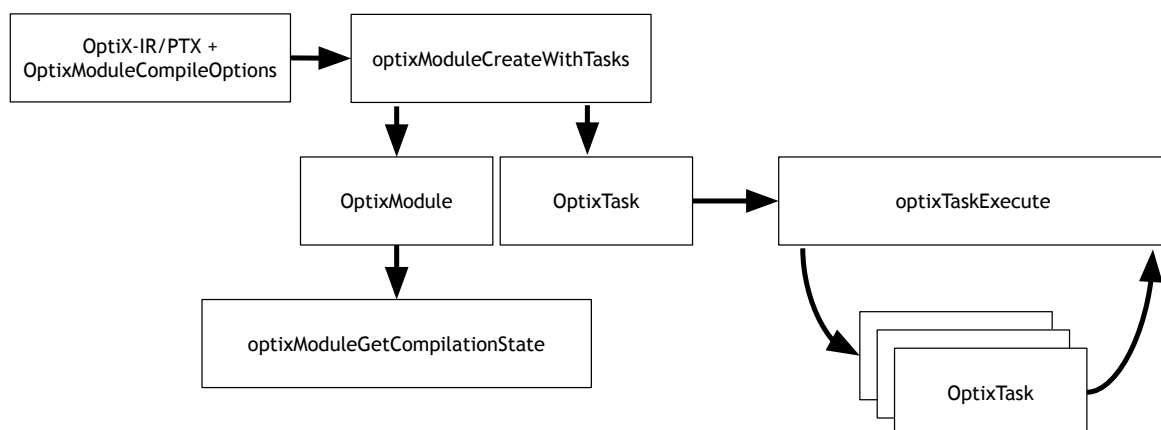 OptiX-IR/PTX +
OptixModuleCompileOptions
optixModuleCreateWithTasks
OptixModule
OptixTask
optixTaskExecute
optixModuleGetCompilationState
OptixTask